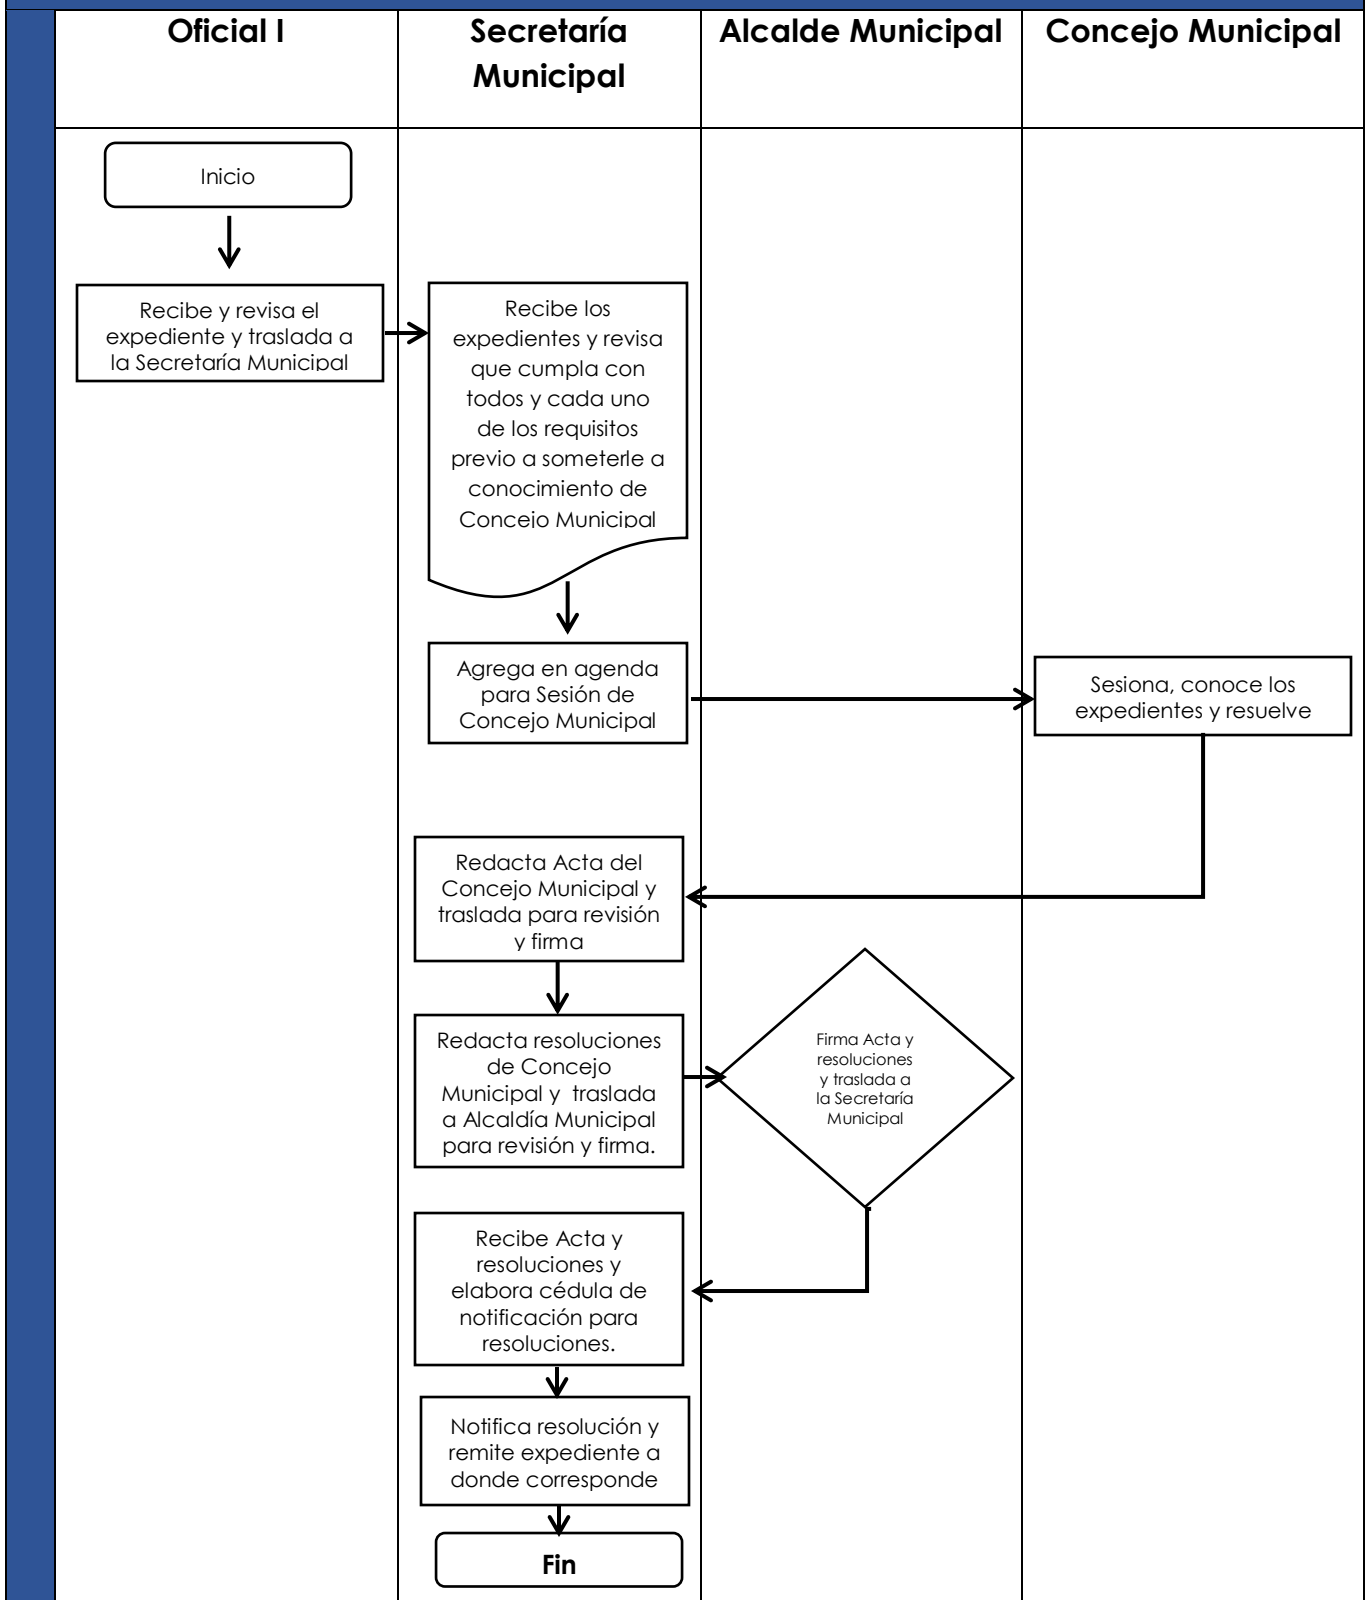 Oficial I
Secretaría
Municipal
Alcalde Municipal
Concejo Municipal
Inicio
Recibe y revisa el
expediente y traslada a
la Secretaría Municipal
Recibe los
expedientes y revisa
que cumpla con
todos y cada uno
de los requisitos
previo a someterle a
conocimiento de
Concejo Municipal
Agrega en agenda
para Sesión de
Concejo Municipal
Sesiona, conoce los
expedientes y resuelve
Redacta Acta del
Concejo Municipal y
traslada para revisión
y firma
Redacta resoluciones
de Concejo
Municipal y  traslada
a Alcaldía Municipal
para revisión y firma.
Firma Acta y
resoluciones
y traslada a
la Secretaría
Municipal
Recibe Acta y
resoluciones y
elabora cédula de
notificación para
resoluciones.
Notifica resolución y
remite expediente a
donde corresponde
Fin